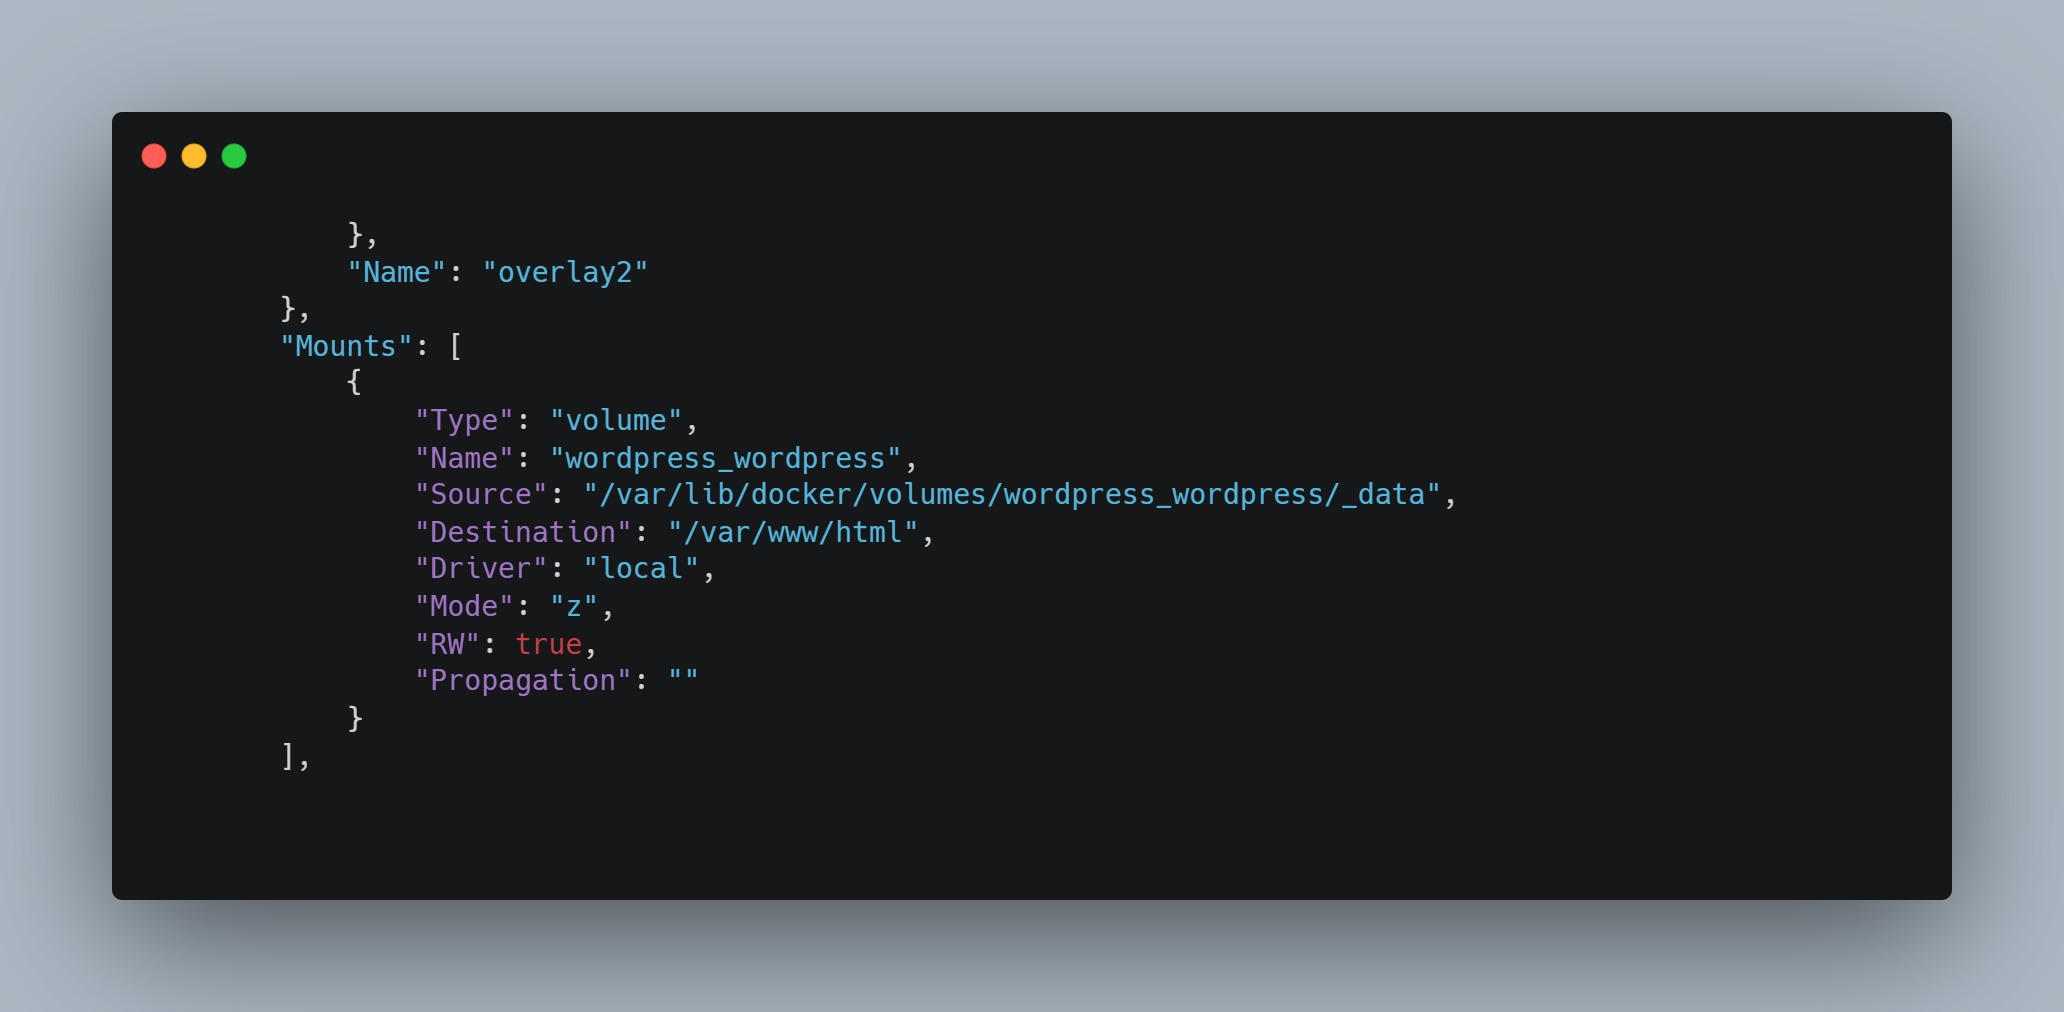 },
"Name": "overlay2"
},
"Mounts": [
{
"Type": "volume",
"Name": "wordpress_wordpress",
"Source": "/var/lib/docker/volumes/wordpress_wordpress/_data",
"Destination": "/var/www/html",
"Driver": "local",
"Mode": "z",
"RW": true,
"Propagation": ""
}
],